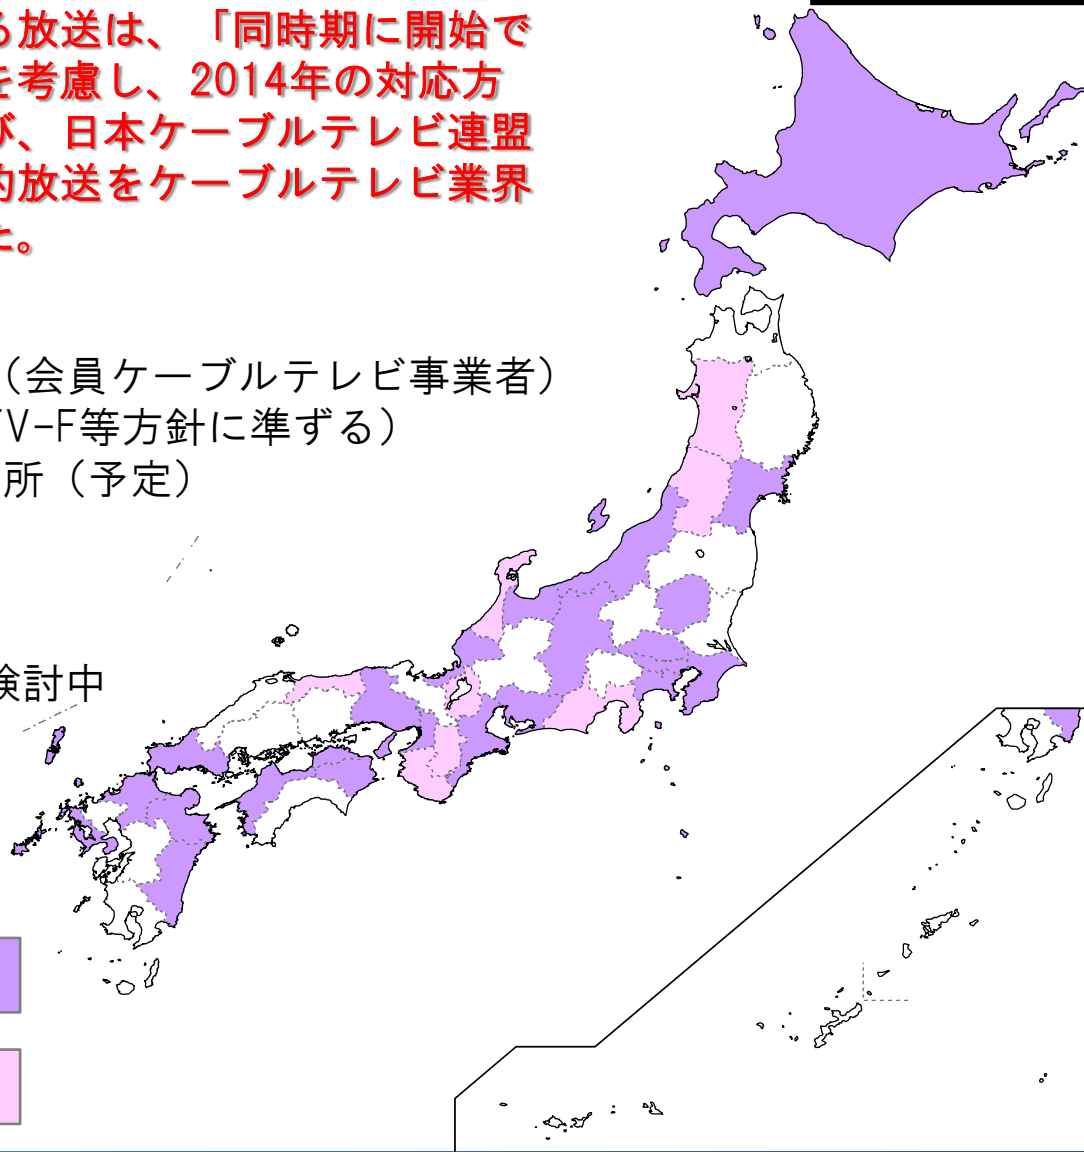 る放送は、「同時期に開始で
を考慮し、2014年の対応方
び、日本ケーブルテレビ連盟
的放送をケーブルテレビ業界
た。
（会員ケーブルテレビ事業者）
TV-F等方針に準ずる）
所（予定）
検討中